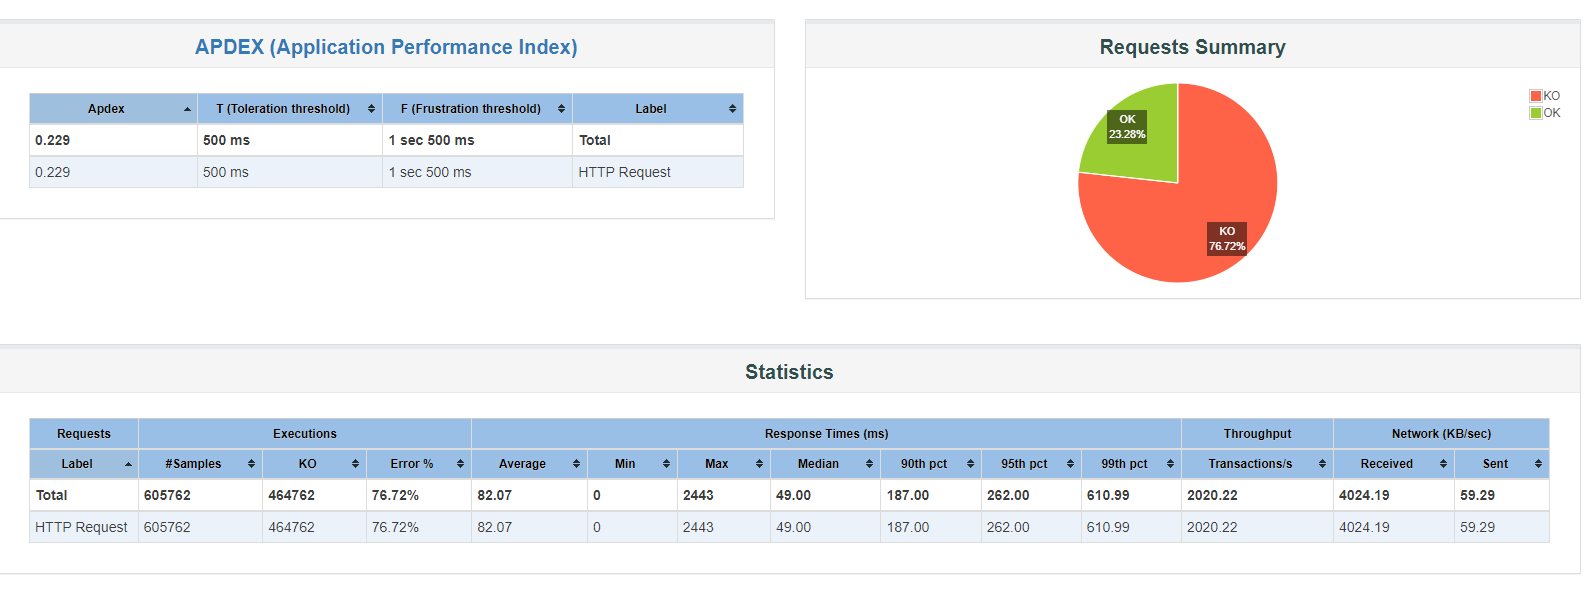 APDEX (Application Performance Index)
Apdex T (Toleration threshold) F (Frustration threshold) Label
0.229 500 ms 1 sec 500 ms Total
0.229 500 ms 1 sec 500 ms HTTP Request
Requests Summary
KO
OK
OK
23.28%
KO
76.72%
Statistics
Requests Executions Response Times (ms) Throughput Network (KB/sec)
Label #Samples KO Error % Average Min Max Median 90th pct 95th pct 99th pct Transactions/s Received Sent
Total 605762 464762 76.72% 82.07 0 2443 49.00 187.00 262.00 610.99 2020.22 4024.19 59.29
HTTP Request 605762 464762 76.72% 82.07 0 2443 49.00 187.00 262.00 610.99 2020.22 4024.19 59.29